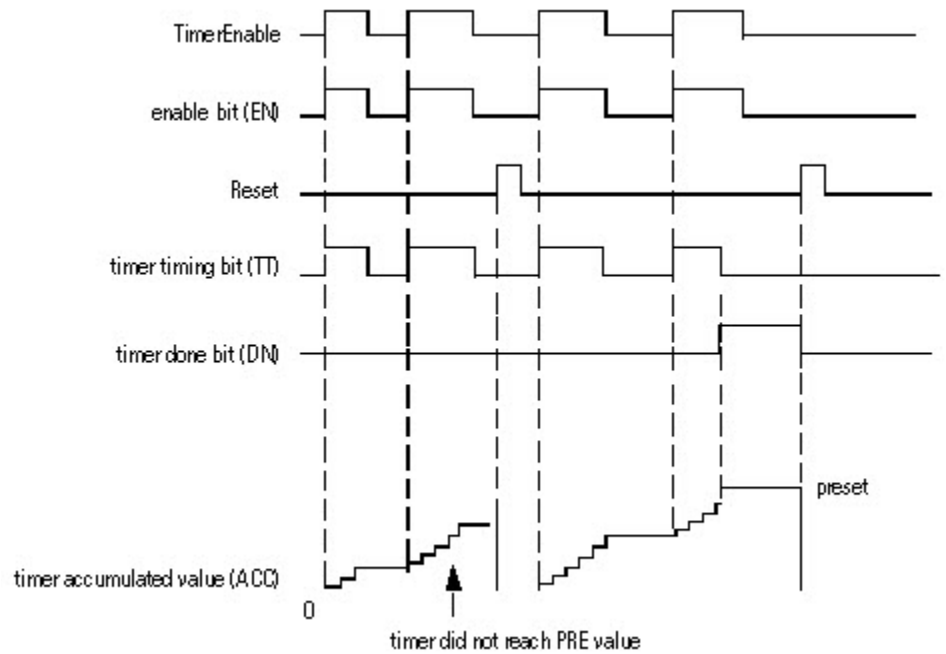 TimerEnable
enable bit (EN)
Reset
timer timing bit (TT)
timer done bit (DN)
preset
timer accumulated value (ACC)
0
timer did not reach PRE value